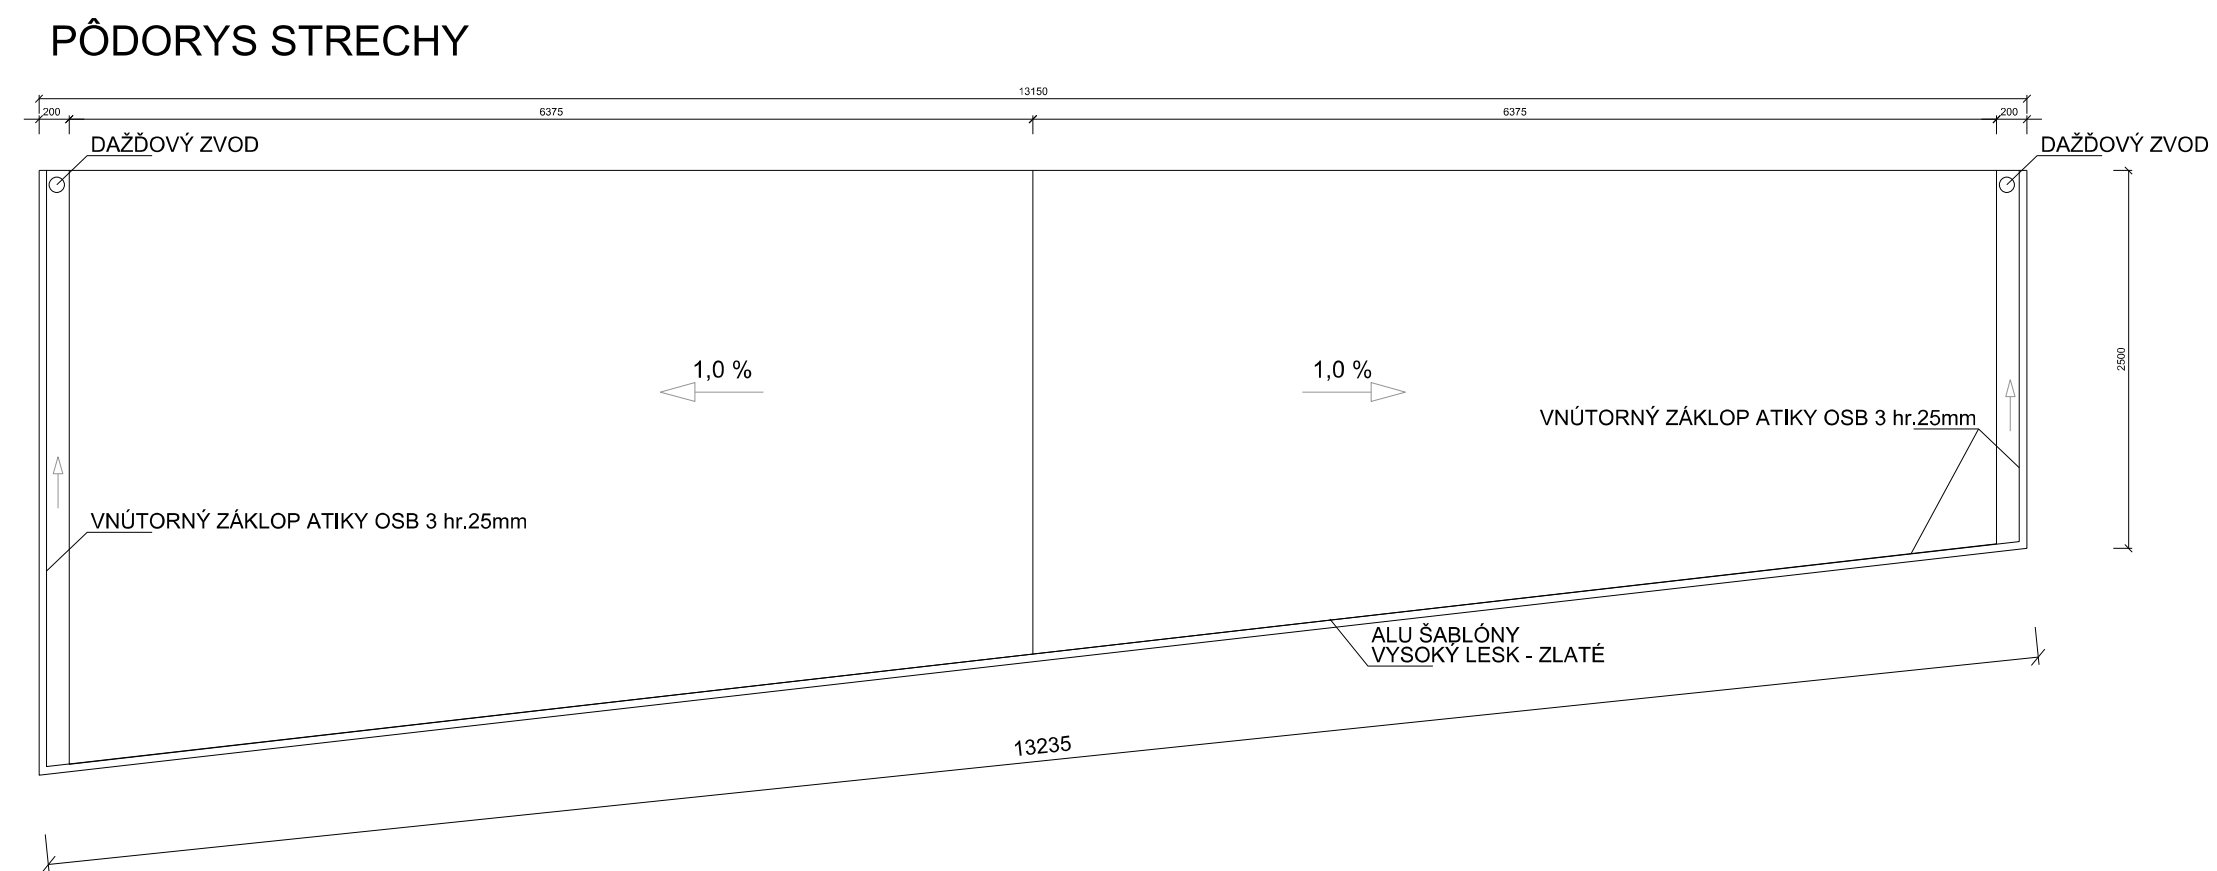 PÔDORYS STRECHY
13150
200
6375
6375
200
DAŽĎOVÝ ZVOD
DAŽĎOVÝ ZVOD
2500
1,0 %
1,0 %
VNÚTORNÝ ZÁKLOP ATIKY OSB 3 hr.25mm
VNÚTORNÝ ZÁKLOP ATIKY OSB 3 hr.25mm
ALU ŠABLÓNY
VYSOKÝ LESK - ZLATÉ
13235